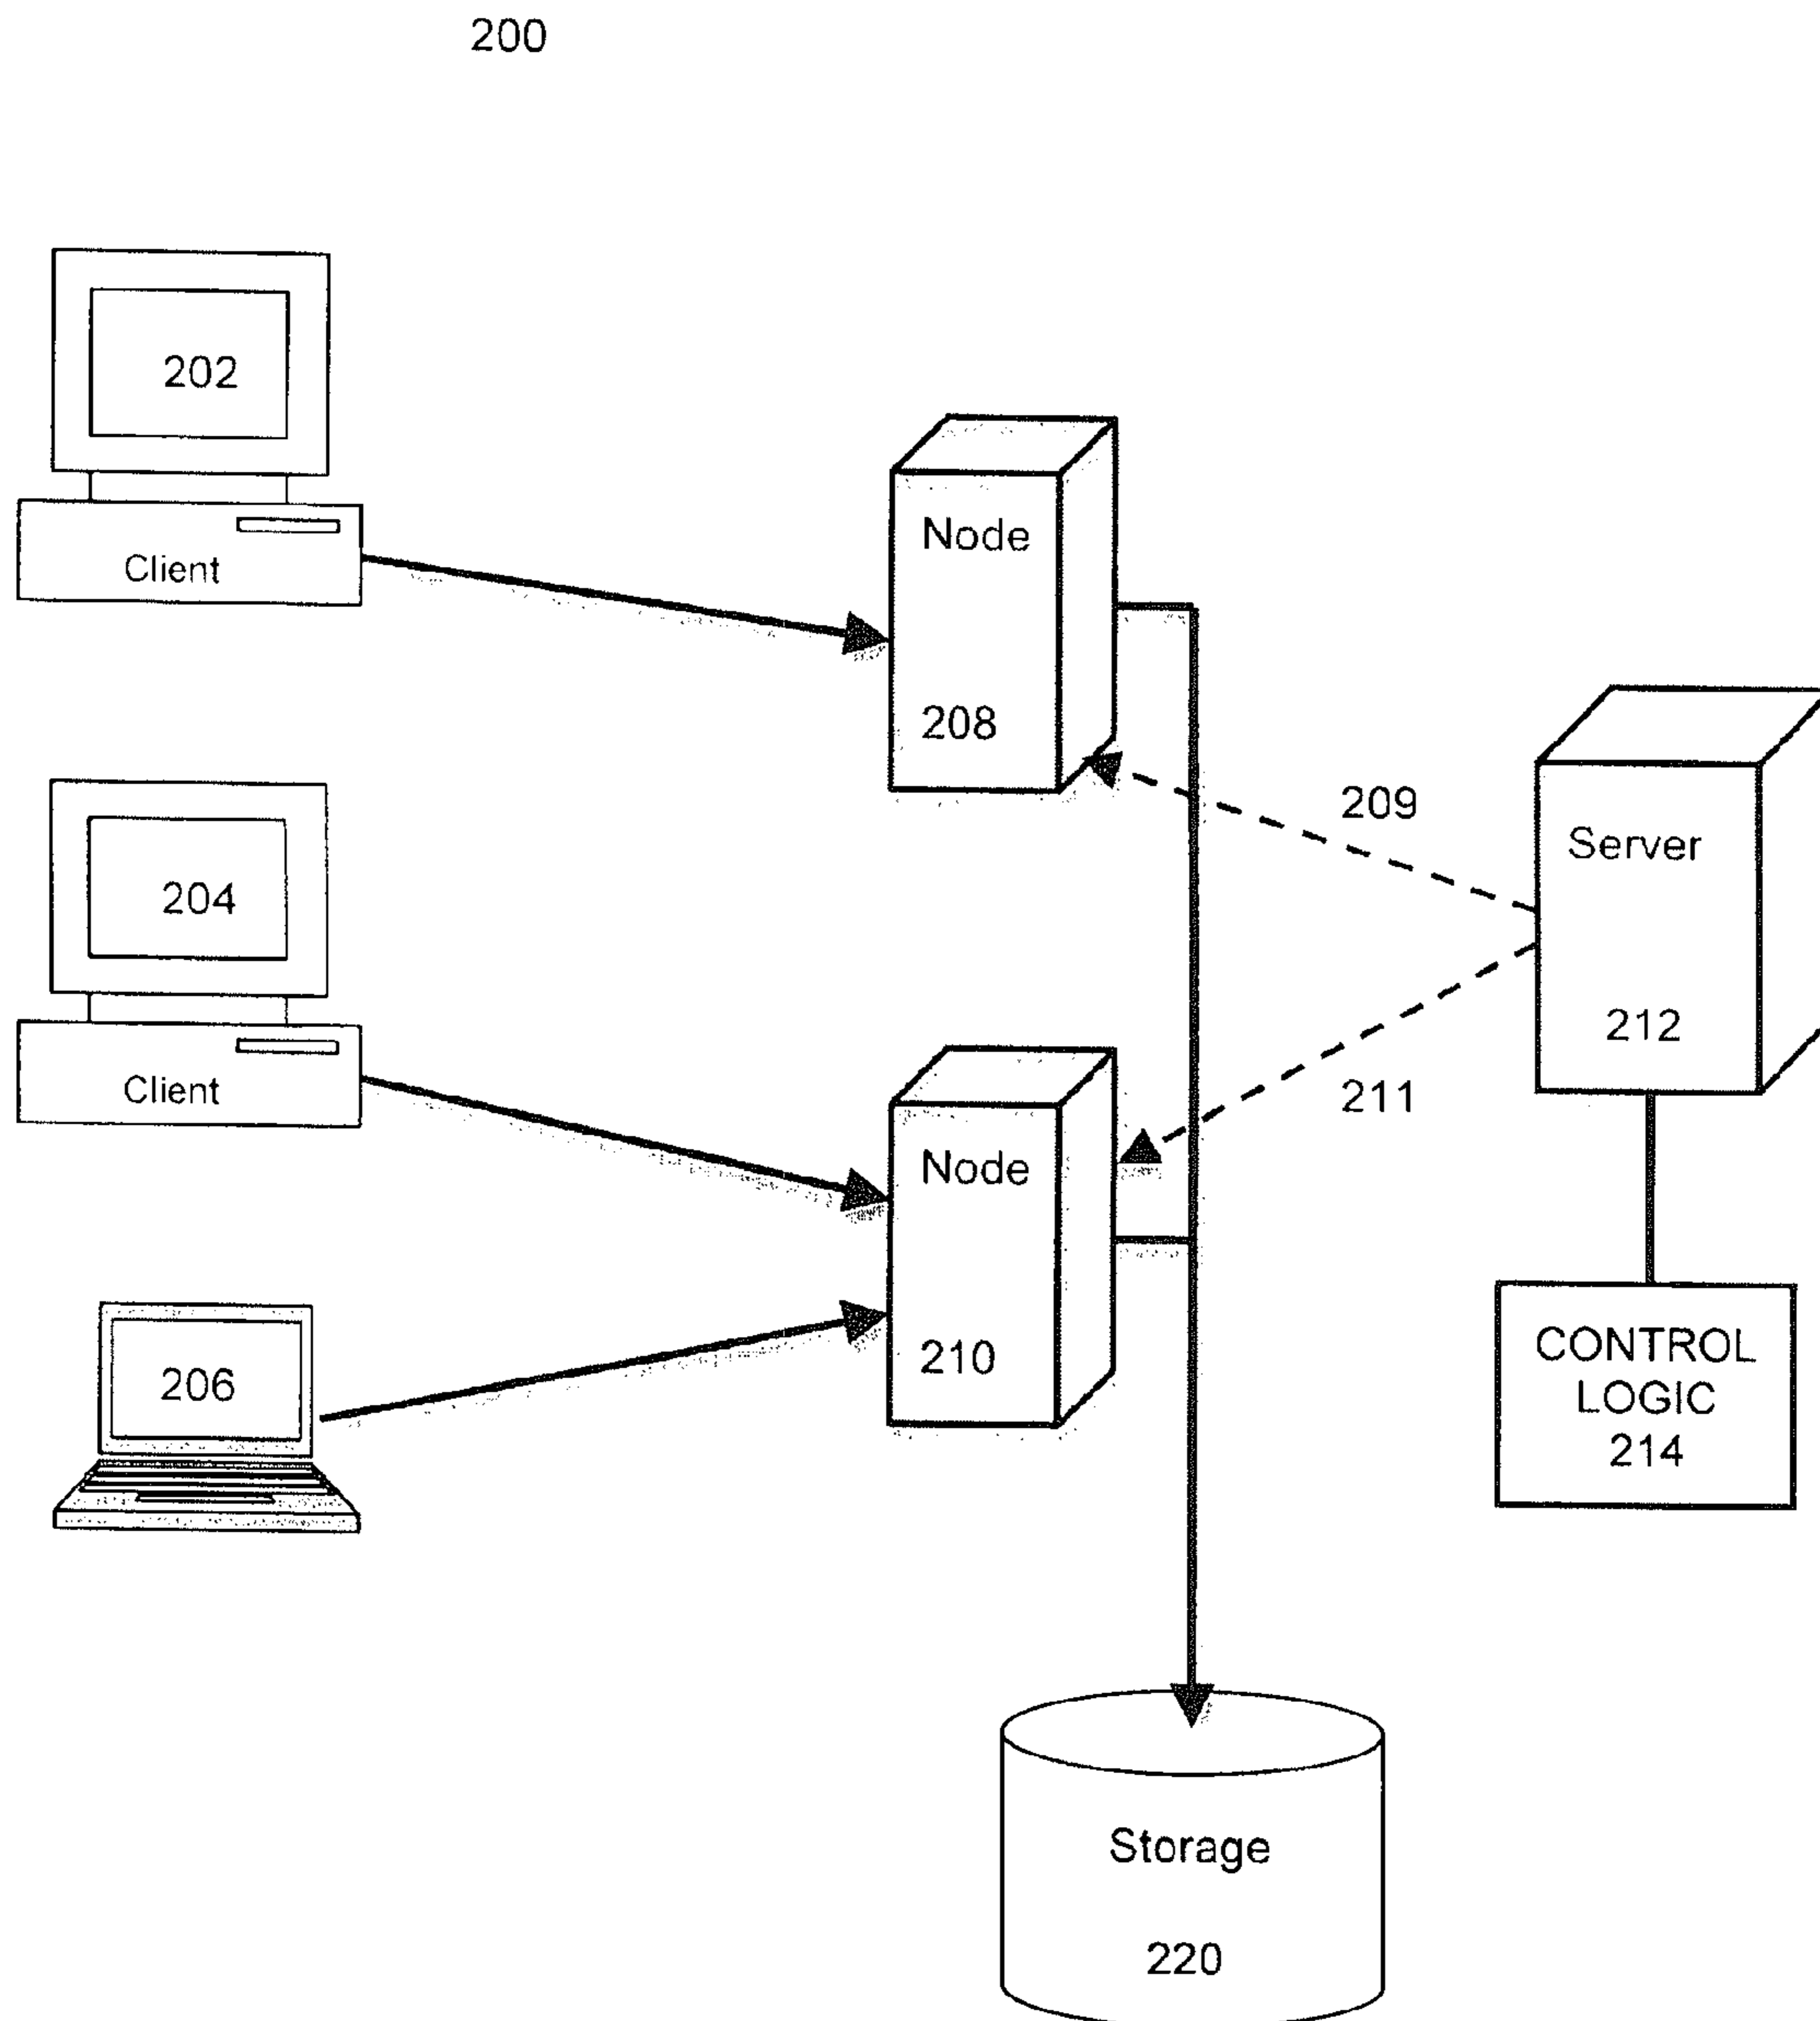 200
202
Client
Node
208
209
Server
212
204
Client
211
Node
210
206
CONTROL
LOGIC
214
Storage
220